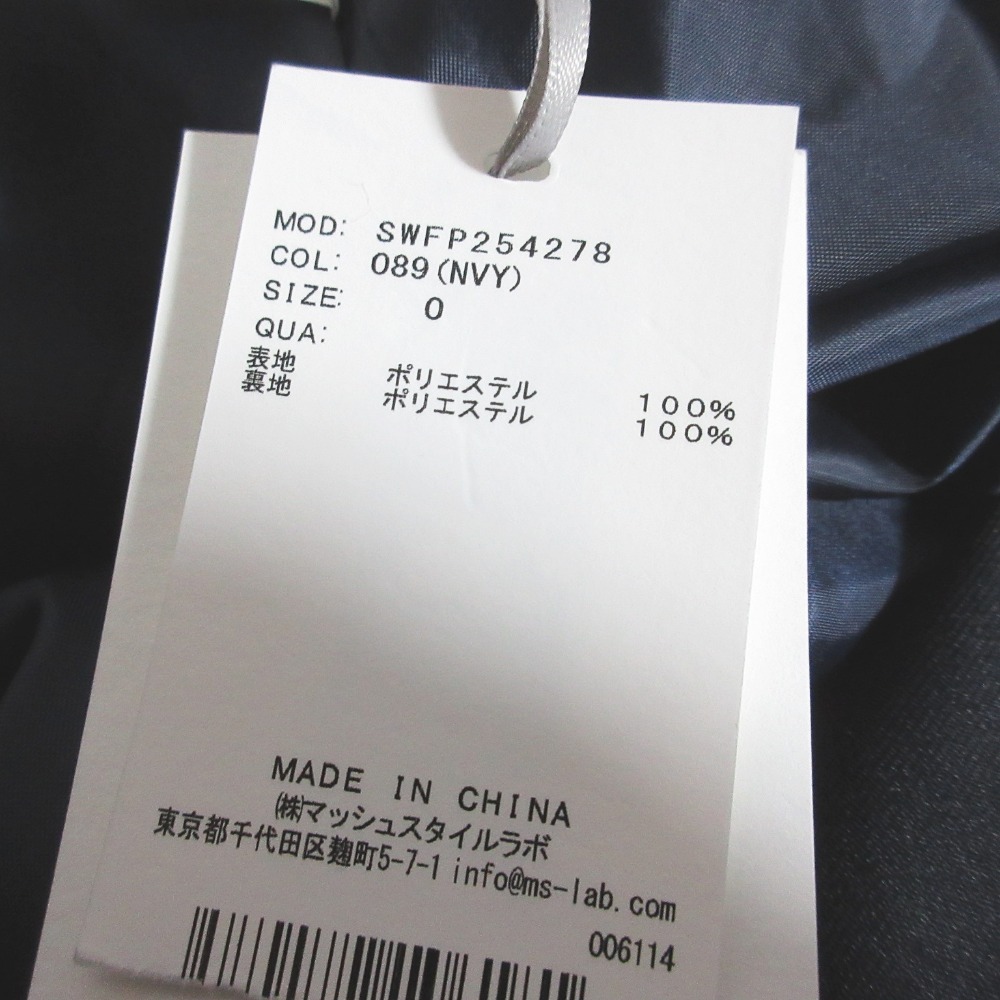 MOD: SWFP254278
COL: 089(NVY)
SIZE: 0
QUA:
表地 ポリエステル 100%
裏地 ポリエステル 100%
MADE IN CHINA
㈱マッシュスタイルラボ
東京都千代田区麹町5-7-1 info@ms-lab.com
006114